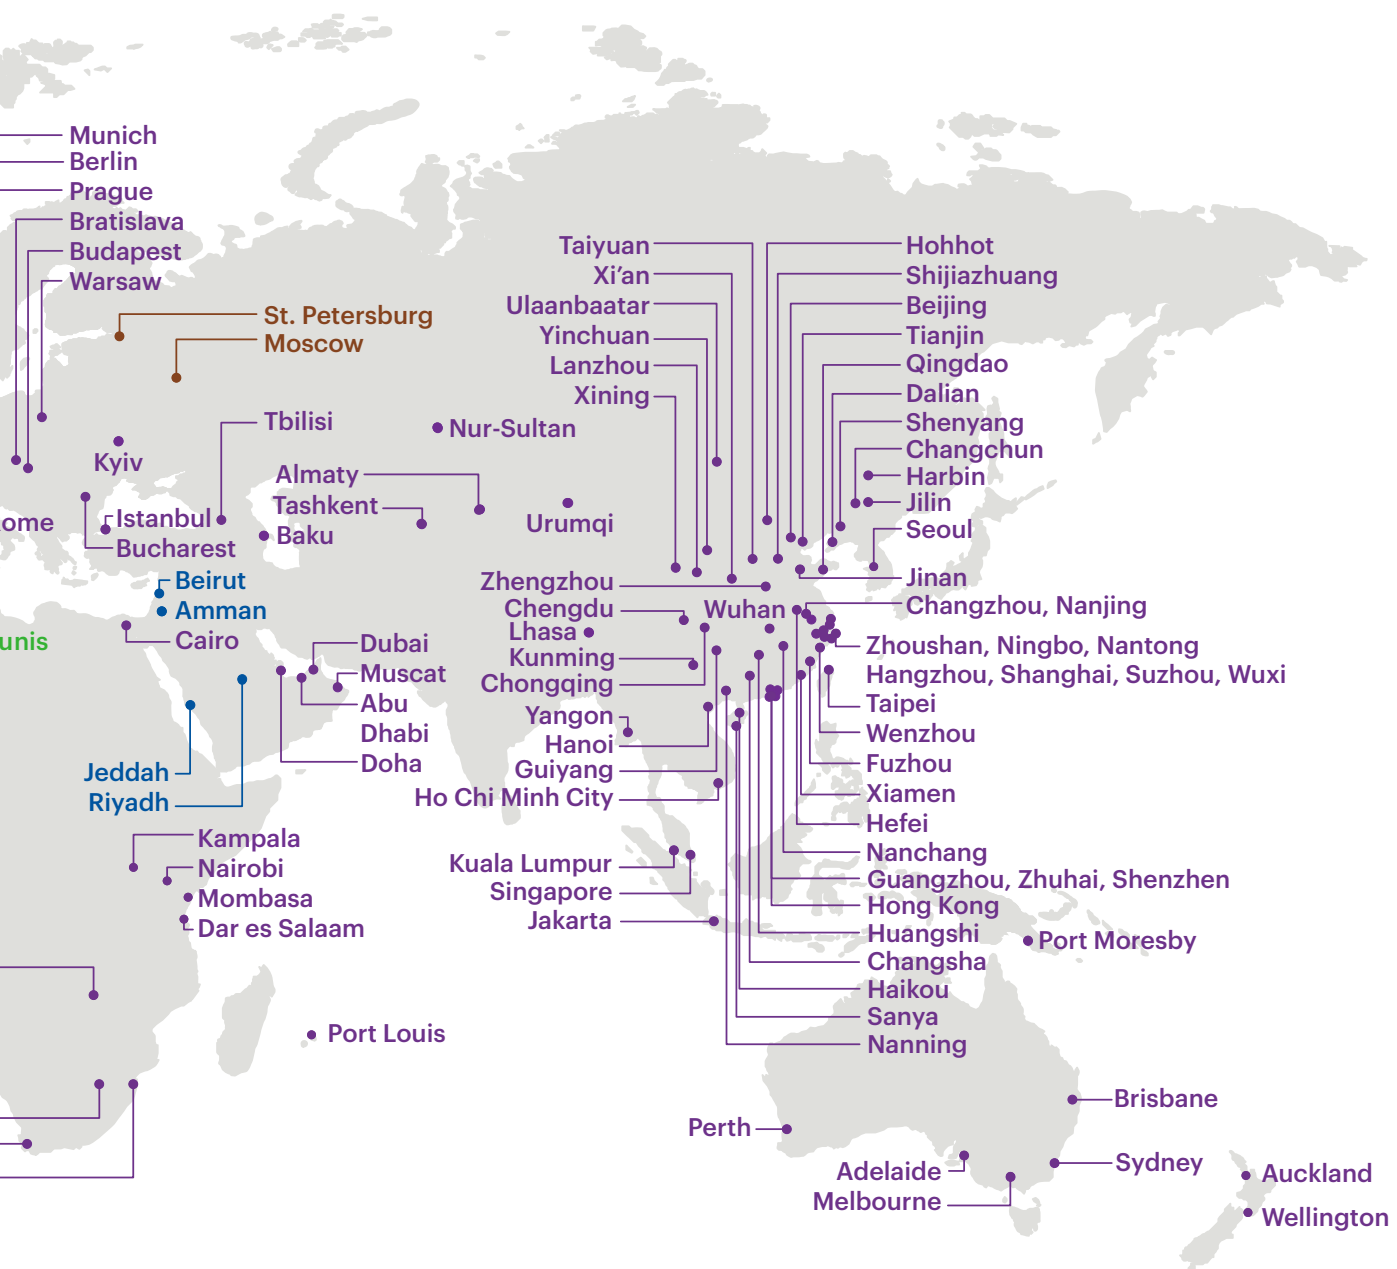 Munich
Berlin
Prague
Bratislava
Budapest
Warsaw
St. Petersburg
Moscow
Tbilisi
Nur-Sultan
Kyiv
Almaty
Tashkent
Baku
Urumqi
ome
Istanbul
Bucharest
Beirut
Amman
Cairo
unis
Dubai
Muscat
Abu
Dhabi
Doha
Jeddah
Riyadh
Kampala
Nairobi
Mombasa
Dar es Salaam
Port Louis
Taiyuan
Xi’an
Ulaanbaatar
Yinchuan
Lanzhou
Xining
Hohhot
Shijiazhuang
Beijing
Tianjin
Qingdao
Dalian
Shenyang
Changchun
Harbin
Jilin
Seoul
Jinan
Zhengzhou
Chengdu
Wuhan
Lhasa
Kunming
Chongqing
Yangon
Hanoi
Guiyang
Ho Chi Minh City
Kuala Lumpur
Singapore
Jakarta
Changzhou, Nanjing
Zhoushan, Ningbo, Nantong
Hangzhou, Shanghai, Suzhou, Wuxi
Taipei
Wenzhou
Fuzhou
Xiamen
Hefei
Nanchang
Guangzhou, Zhuhai, Shenzhen
Hong Kong
Huangshi
Changsha
Haikou
Sanya
Nanning
Port Moresby
Brisbane
Perth
Adelaide
Melbourne
Sydney
Auckland
Wellington